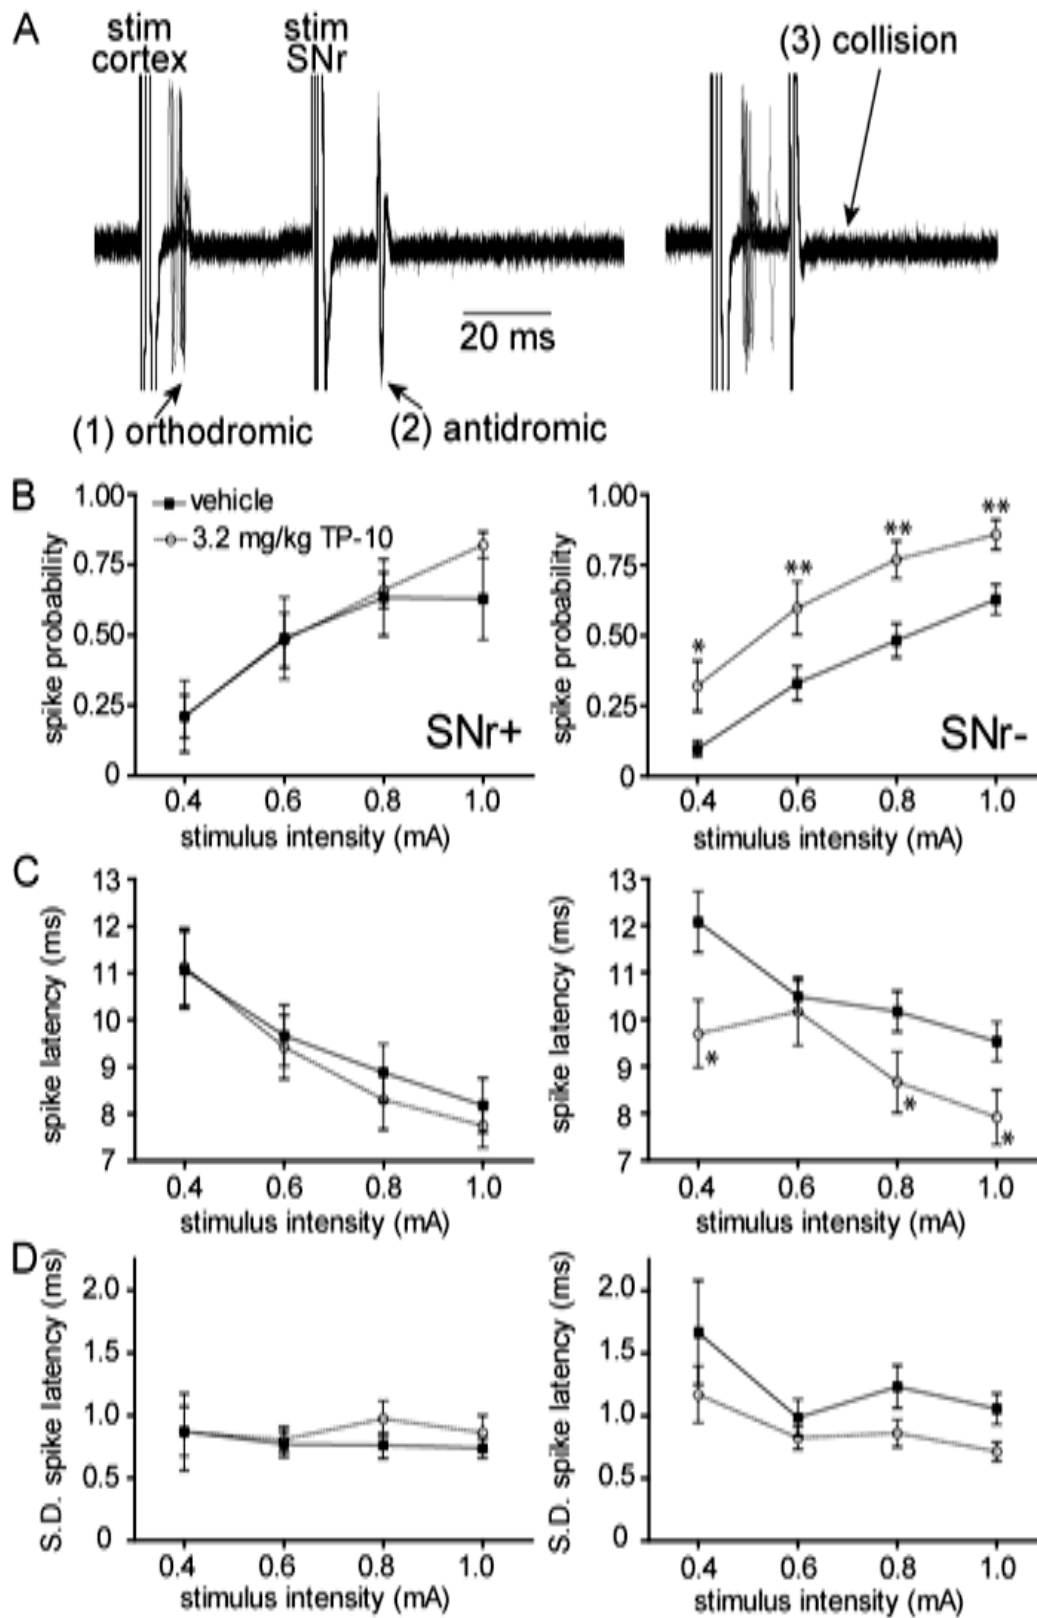 A
stim
cortex
stim
SNr
(3) collision
20 ms
(1) orthodromic
(2) antidromic
B
spike probability
1.00
0.75
0.50
0.25
0
vehicle
3.2 mg/kg TP-10
SNr+
0.4 0.6 0.8 1.0
stimulus intensity (mA)
spike probability
1.00
0.75
0.50
0.25
0
* ** ** **
SNr-
0.4 0.6 0.8 1.0
stimulus intensity (mA)
C
spike latency (ms)
13
12
11
10
9
8
7
0.4 0.6 0.8 1.0
stimulus intensity (mA)
spike latency (ms)
13
12
11
10
9
8
7
* * *
0.4 0.6 0.8 1.0
stimulus intensity (mA)
D
S.D. spike latency (ms)
2.0
1.5
1.0
0.5
0
0.4 0.6 0.8 1.0
stimulus intensity (mA)
S.D. spike latency (ms)
2.0
1.5
1.0
0.5
0
0.4 0.6 0.8 1.0
stimulus intensity (mA)